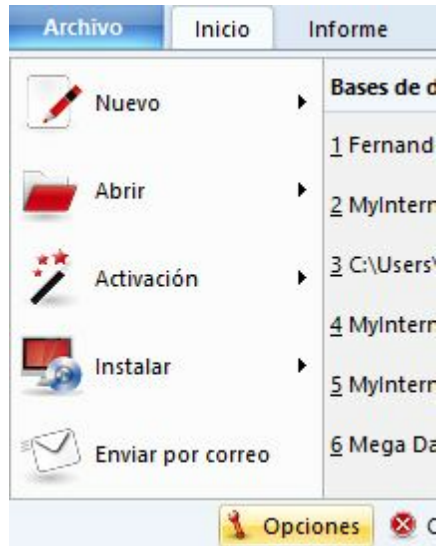 Archivo Inicio Informe
Nuevo
Abrir
Activación
Instalar
Enviar por correo
Bases de d
1 Fernand
2 MyIntern
3 C:\Users\
4 MyIntern
5 MyIntern
6 Mega Da
Opciones